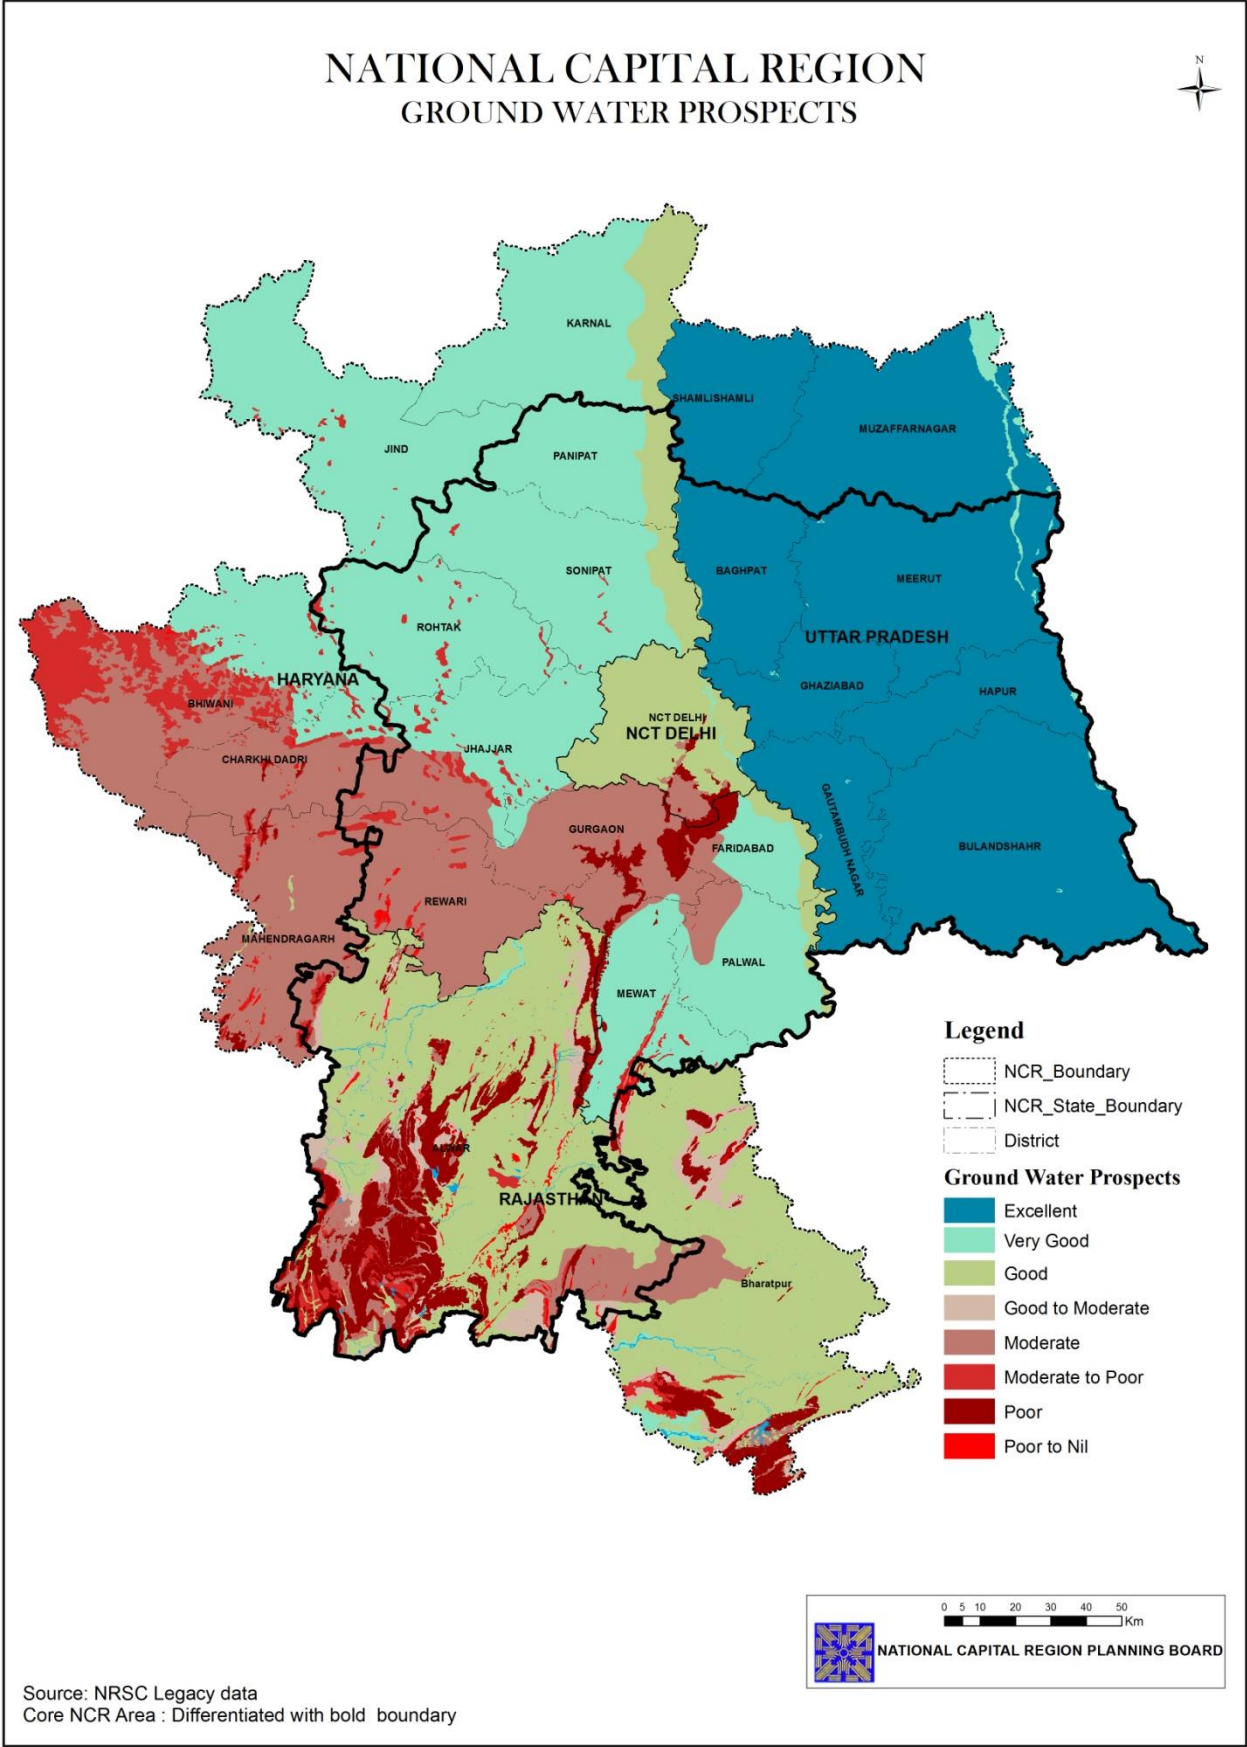 NATIONAL CAPITAL REGION
GROUND WATER PROSPECTS
N
KARNAL
SHAMLISHAMLI
MUZAFFARNAGAR
JIND
PANIPAT
SONIPAT
BAGHPAT
MEERUT
ROHTAK
UTTAR PRADESH
HARYANA
GHAZIABAD
HAPUR
BHIWANI
NCT DELHI
NCT DELHI
JHAJJAR
CHARKHI DADRI
GURGAON
FARIDABAD
GAUTAMBUDH NAGAR
BULANDSHAHR
REWARI
MAHENDRAGARH
PALWAL
MEWAT
ALWAR
RAJASTHAN
Bharatpur
Legend
NCR_Boundary
NCR_State_Boundary
District
Ground Water Prospects
Excellent
Very Good
Good
Good to Moderate
Moderate
Moderate to Poor
Poor
Poor to Nil
0 5 10 20 30 40 50
Km
NATIONAL CAPITAL REGION PLANNING BOARD
Source: NRSC Legacy data
Core NCR Area : Differentiated with bold boundary